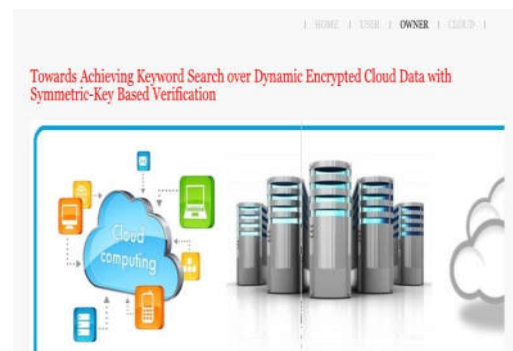 | HOME | USER | OWNER | CLOUD |
Towards Achieving Keyword Search over Dynamic Encrypted Cloud Data with
Symmetric-Key Based Verification
Cloud
computing